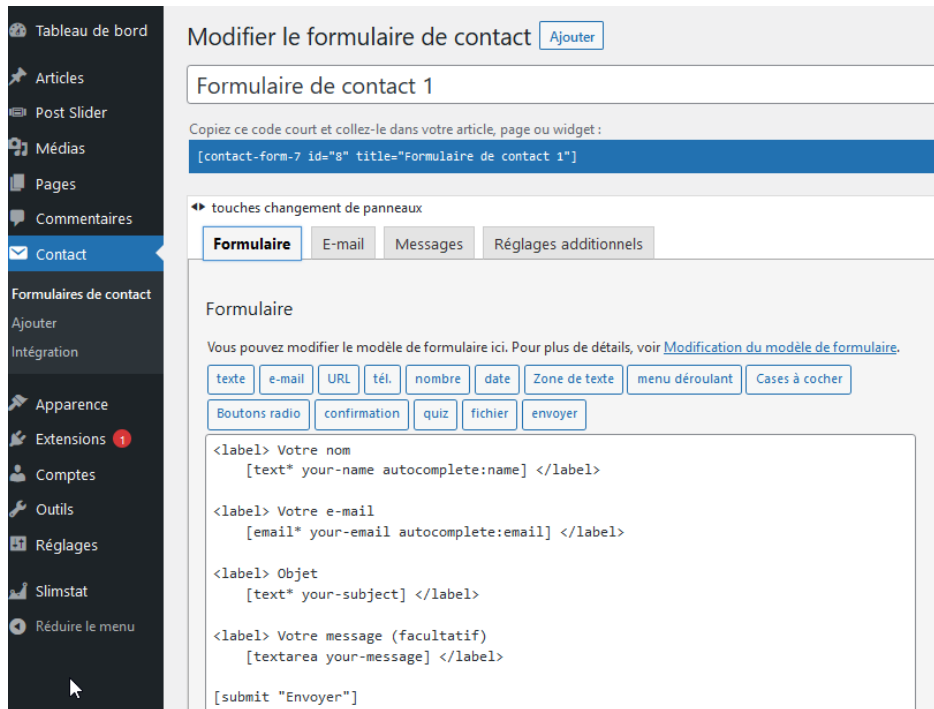 Tableau de bord
Articles
Post Slider
Médias
Pages
Commentaires
Contact
Formulaires de contact
Ajouter
Intégration
Apparence
Extensions 1
Comptes
Outils
Réglages
Slimstat
Réduire le menu
Modifier le formulaire de contact Ajouter
Formulaire de contact 1
Copiez ce code court et collez-le dans votre article, page ou widget :
[contact-form-7 id="8" title="Formulaire de contact 1"]
touches changement de panneaux
Formulaire E-mail Messages Réglages additionnels
Formulaire
Vous pouvez modifier le modèle de formulaire ici. Pour plus de détails, voir Modification du modèle de formulaire.
texte e-mail URL tél. nombre date Zone de texte menu déroulant Cases à cocher
Boutons radio confirmation quiz fichier envoyer
<label> Votre nom
[text* your-name autocomplete:name] </label>
<label> Votre e-mail
[email* your-email autocomplete:email] </label>
<label> Objet
[text* your-subject] </label>
<label> Votre message (facultatif)
[textarea your-message] </label>
[submit "Envoyer"]